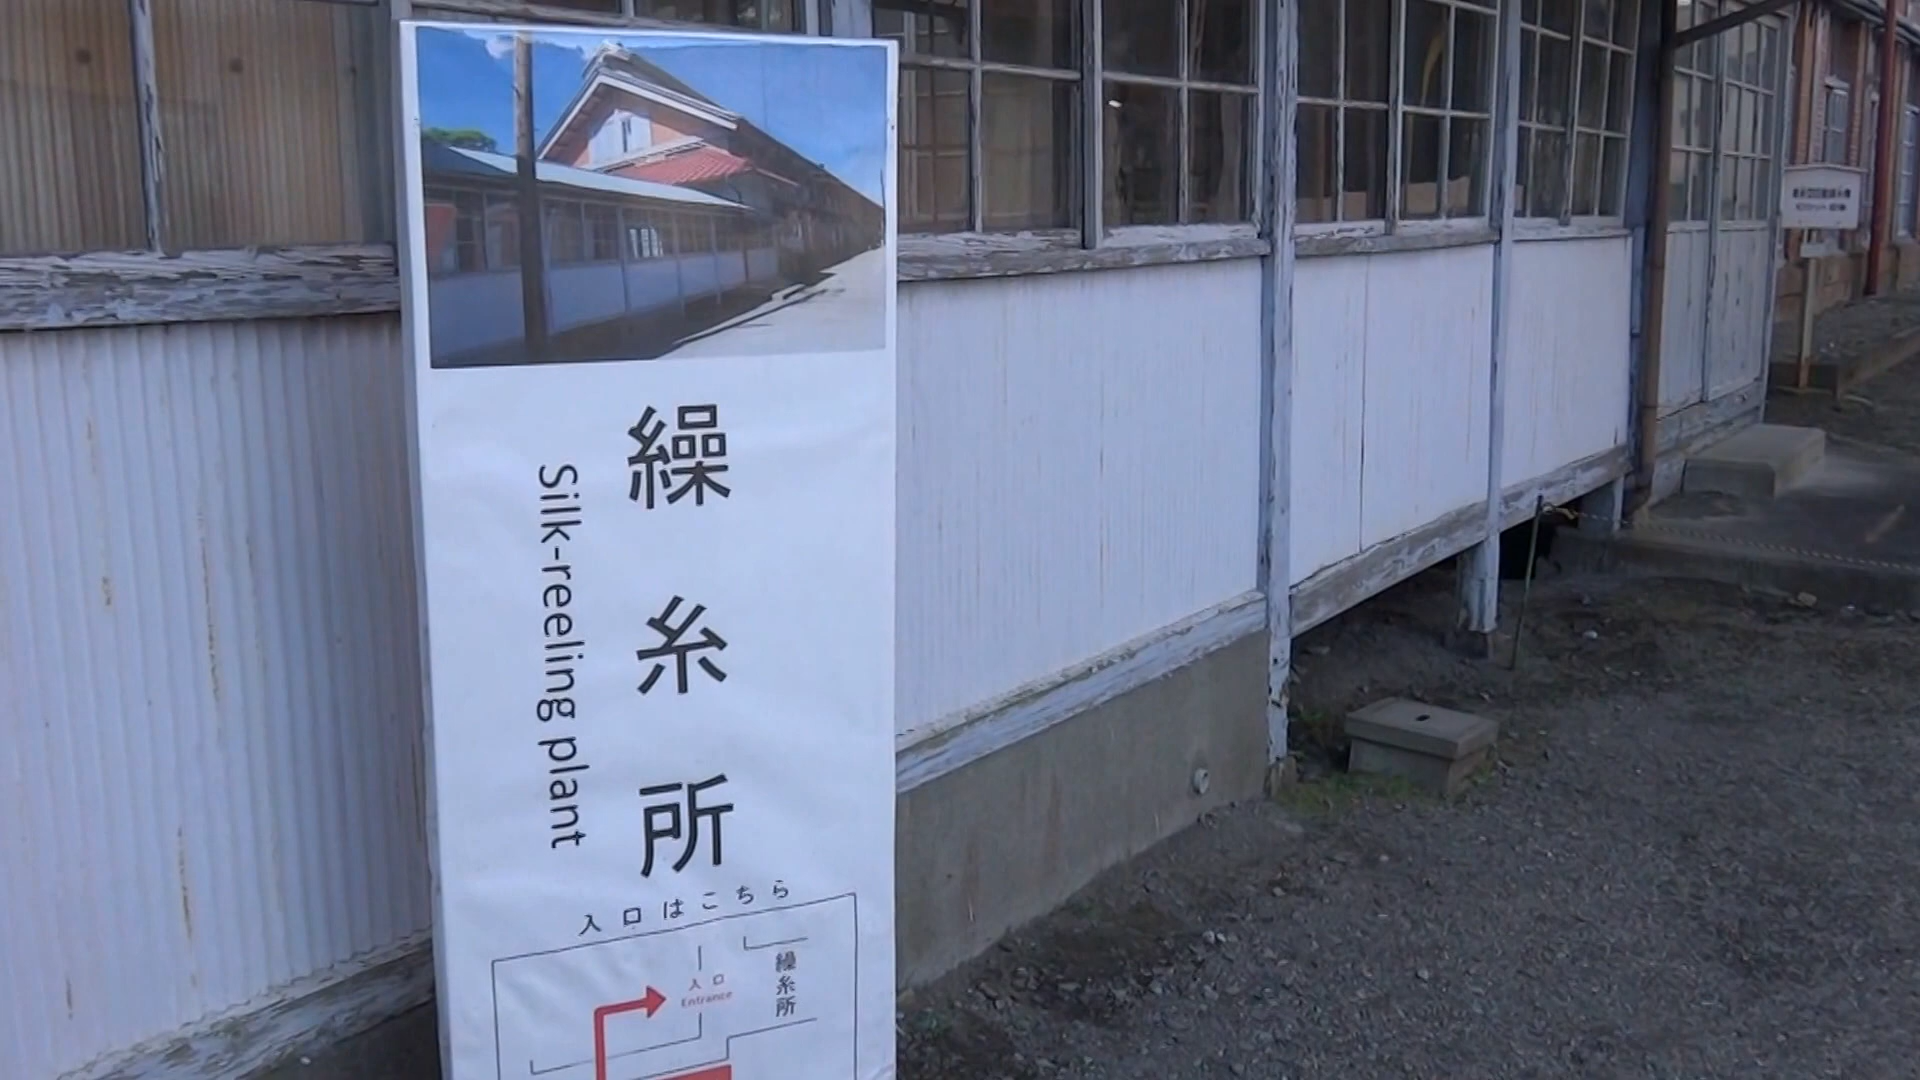 繰糸所
Silk-reeling plant
入口はこちら
入口
Entrance
繰糸所